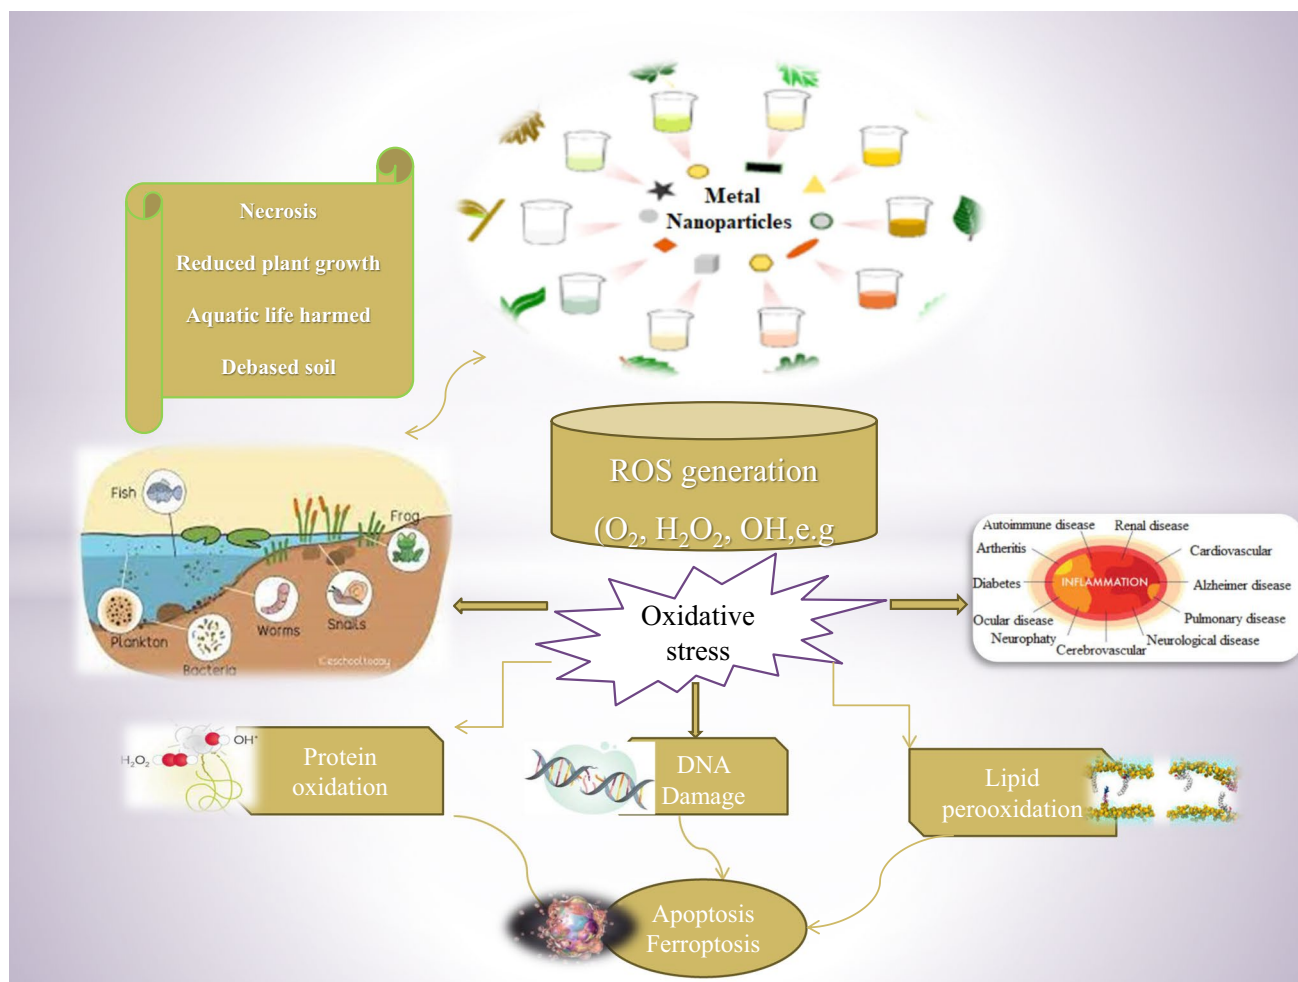 Metal
Nanoparticles
Necrosis
Reduced plant growth
Aquatic life harmed
Debased soil
ROS generation
(O₂, H₂O₂, OH,e.g
Oxidative
stress
Fish
Frog
Plankton
Bacteria
Worms
Snails
©eschooltoday
Autoimmune disease
Renal disease
Artheritis
Cardiovascular
Diabetes
INFLAMMATION
Alzheimer disease
Ocular disease
Pulmonary disease
Neurophaty
Neurological disease
Cerebrovascular
H₂O₂
OH•
Protein
oxidation
DNA
Damage
Lipid
perooxidation
Apoptosis
Ferroptosis